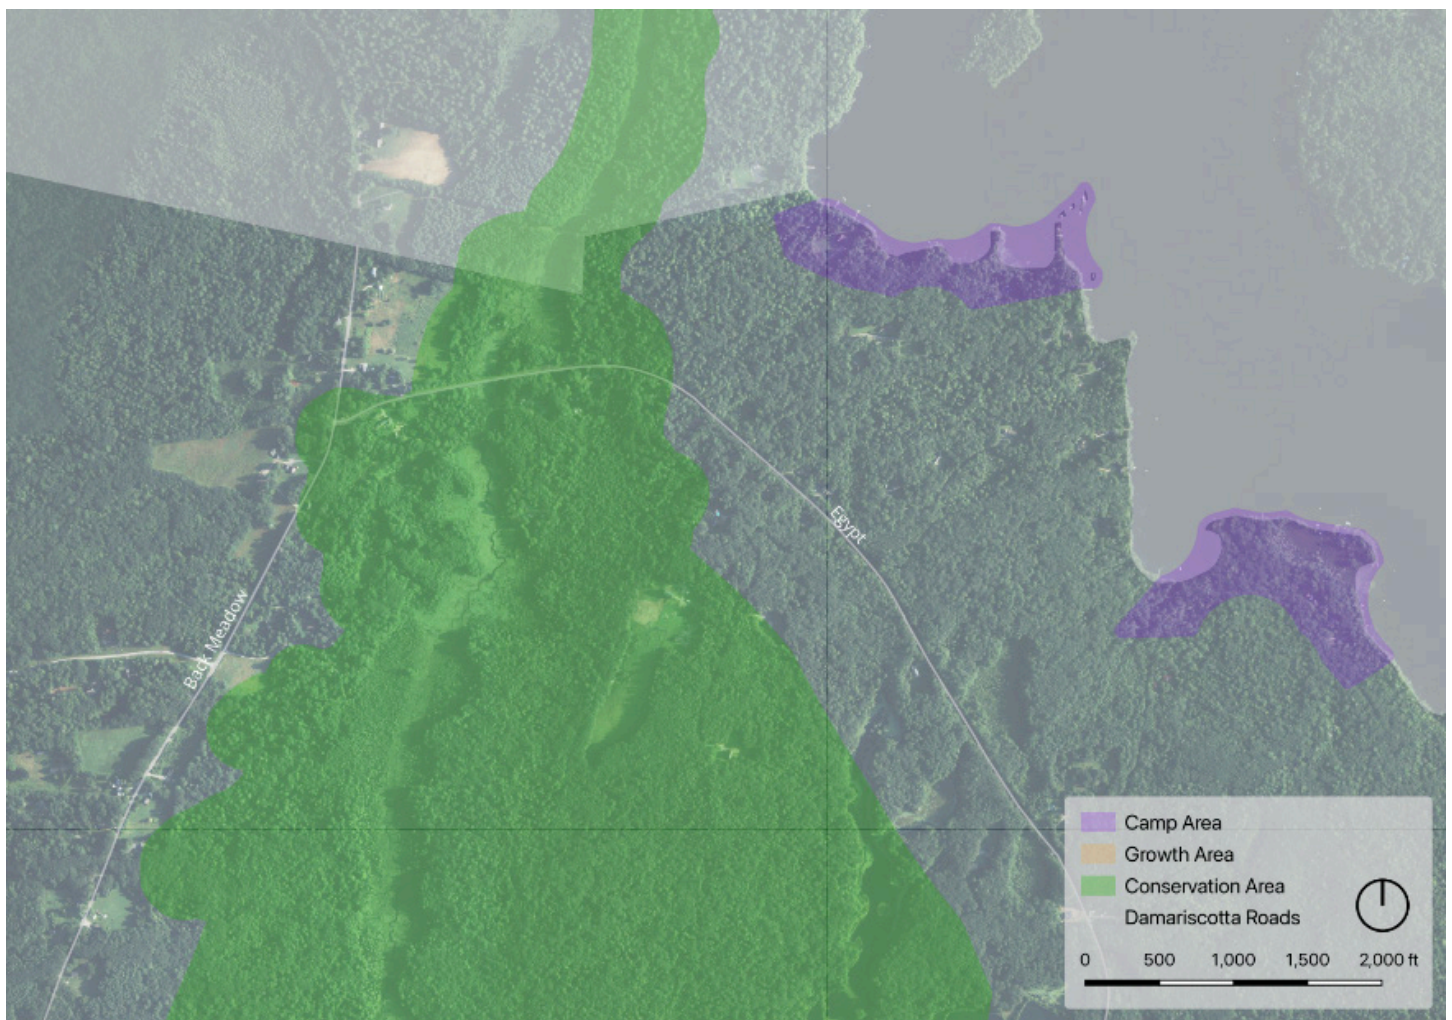 Egypt
Back Meadow
Camp Area
Growth Area
Conservation Area
Damariscotta Roads
0 500 1,000 1,500 2,000 ft